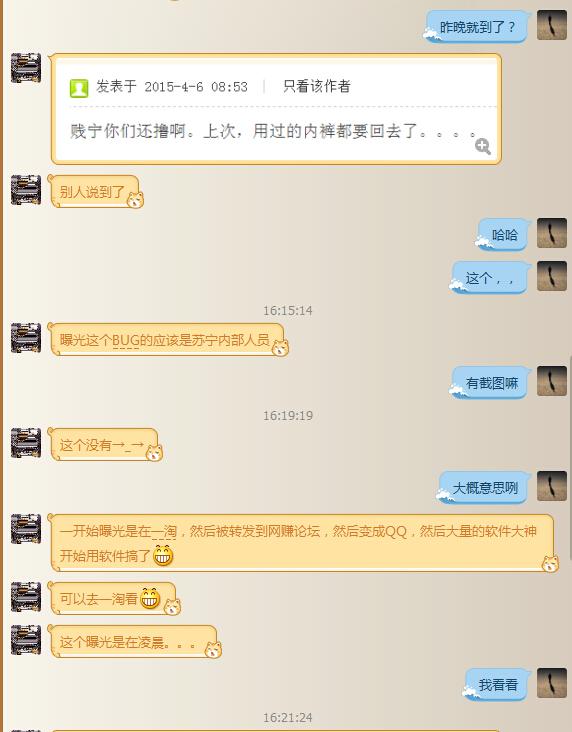 昨晚就到了？
发表于 2015-4-6 08:53 | 只看该作者
贱宁你们还撸啊。上次，用过的内裤都要回去了。。。。
别人说到了
哈哈
这个，，
16:15:14
曝光这个BUG的应该是苏宁内部人员
有截图嘛
16:19:19
这个没有→_→
大概意思咧
一开始曝光是在一淘，然后被转发到网赚论坛，然后变成QQ，然后大量的软件大神
开始用软件搞了
可以去一淘看
这个曝光是在凌晨。。。
我看看
16:21:24